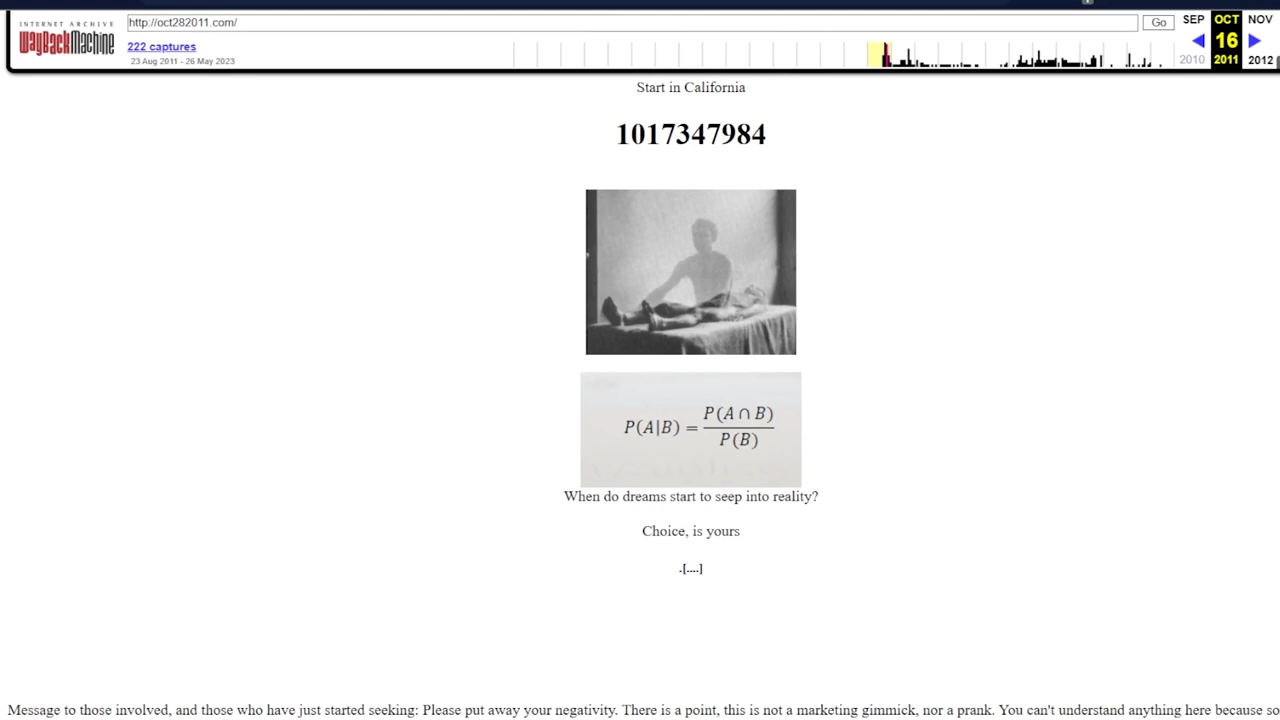 INTERNET ARCHIVE
WayBackMachine
http://oct282011.com/
Go
SEP OCT NOV
222 captures
16
23 Aug 2011 - 26 May 2023
2010 2011 2012
Start in California
1017347984
P(A|B) = P(A ∩ B) / P(B)
When do dreams start to seep into reality?
Choice, is yours
.[....]
Message to those involved, and those who have just started seeking: Please put away your negativity. There is a point, this is not a marketing gimmick, nor a prank. You can't understand anything here because so